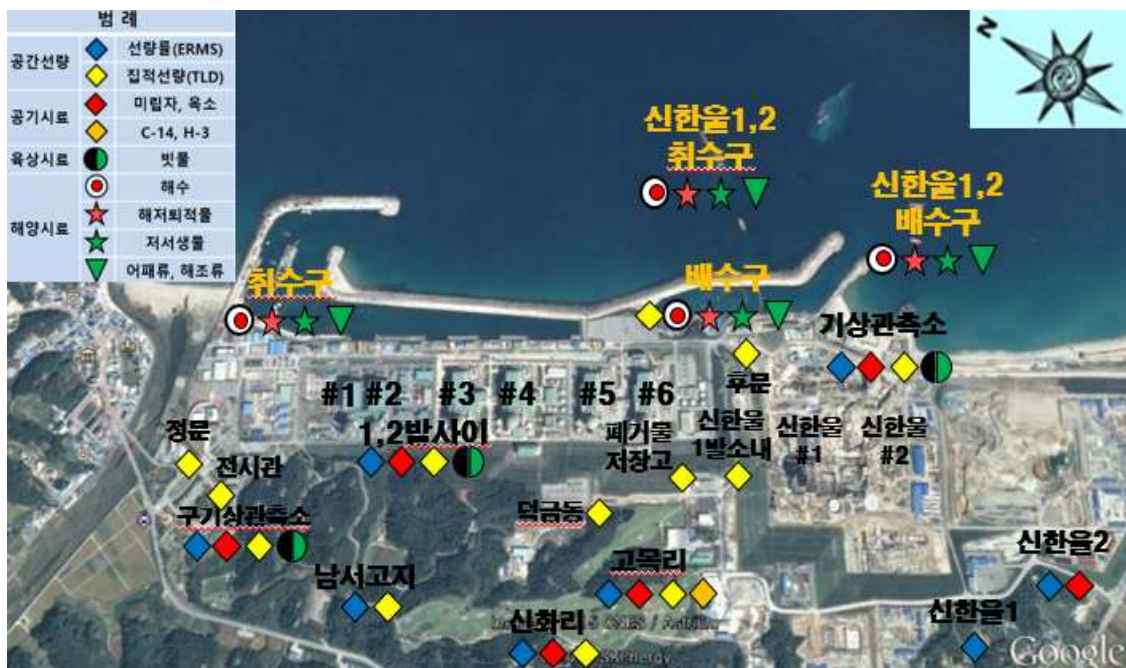 범 례
공간선량
선량률(ERMS)
집적선량(TLD)
공기시료
미립자, 옥소
C-14, H-3
육상시료
빗물
해양시료
해수
해저퇴적물
저서생물
어패류, 해조류
N
신한울1,2
취수구
신한울1,2
배수구
취수구
배수구
기상관측소
후문
#1 #2 #3 #4 #5 #6
1,2발사이
폐기물
저장고
신한울
1발소내
신한울
#1
신한울
#2
정문
전시관
구기상관측소
덕금동
남서고지
고목리
신화리
신한울2
신한울1
5 CNES / Astrium
SK energy
Google